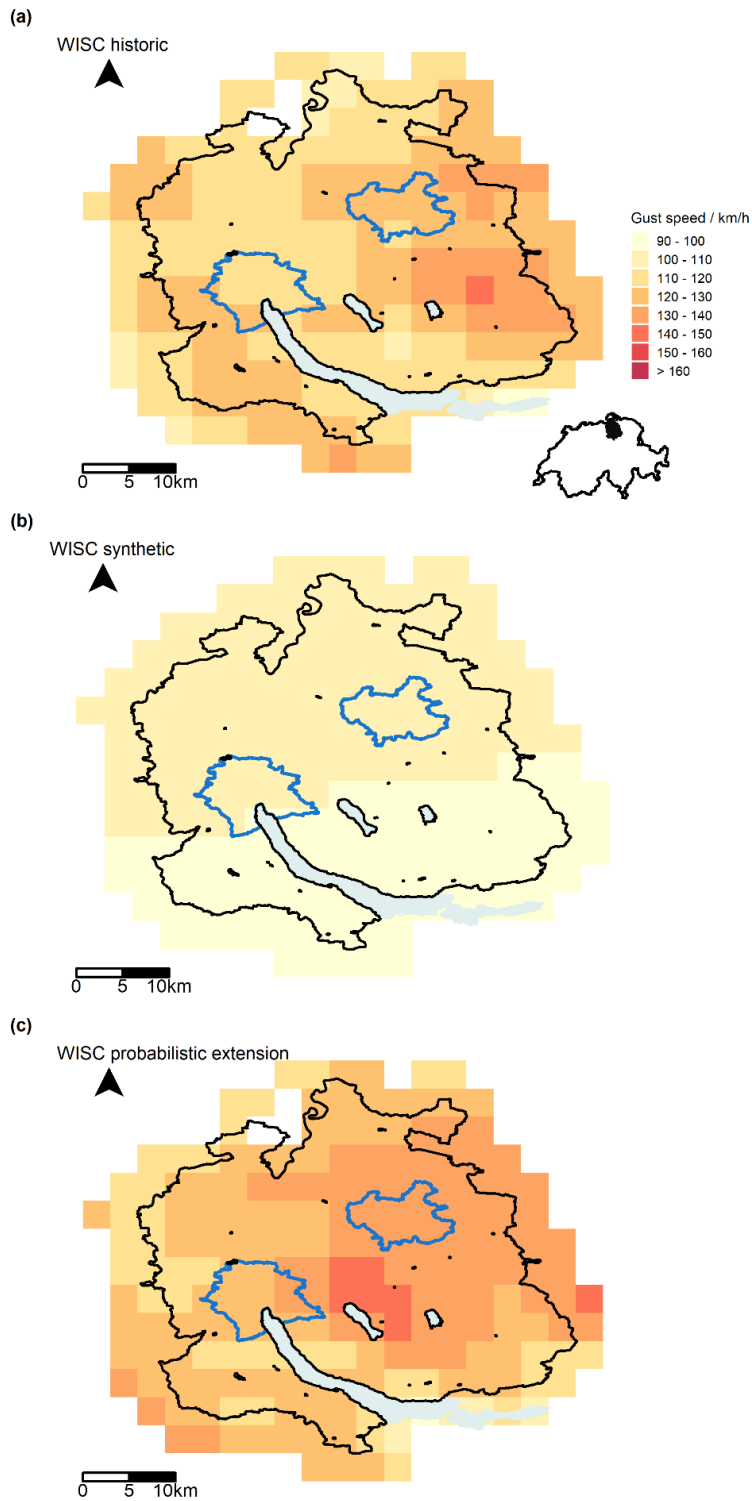 (a)
WISC historic
Gust speed / km/h
90 - 100
100 - 110
110 - 120
120 - 130
130 - 140
140 - 150
150 - 160
> 160
0 5 10km
(b)
WISC synthetic
0 5 10km
(c)
WISC probabilistic extension
0 5 10km